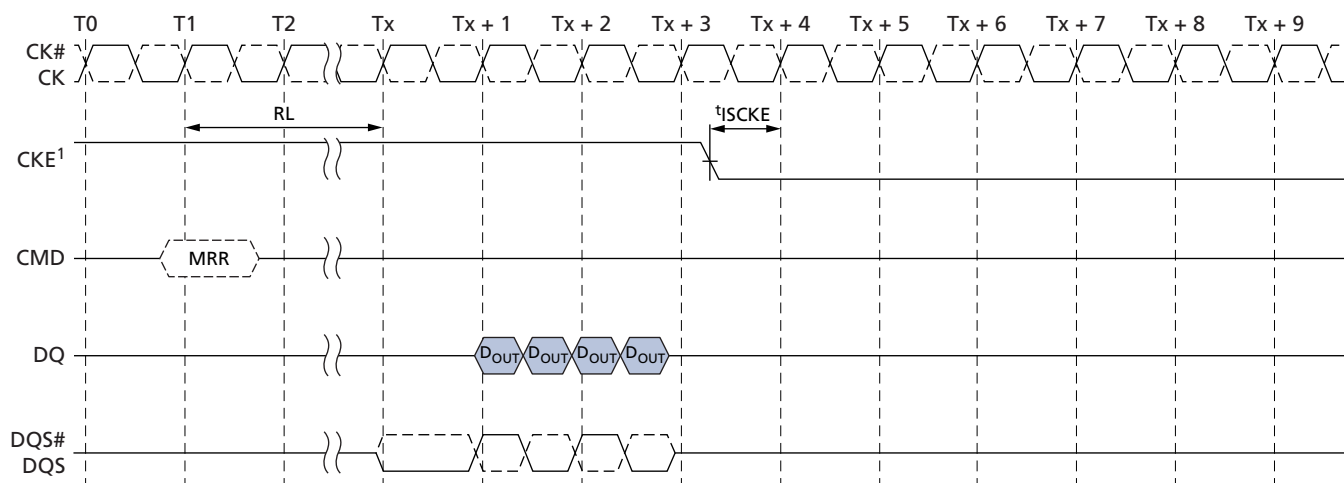 T0 T1 T2 Tx Tx + 1 Tx + 2 Tx + 3 Tx + 4 Tx + 5 Tx + 6 Tx + 7 Tx + 8 Tx + 9
CK#
CK
RL
tISCKE
CKE1
CMD
MRR
DQ
DOUT DOUT DOUT DOUT
DQS#
DQS